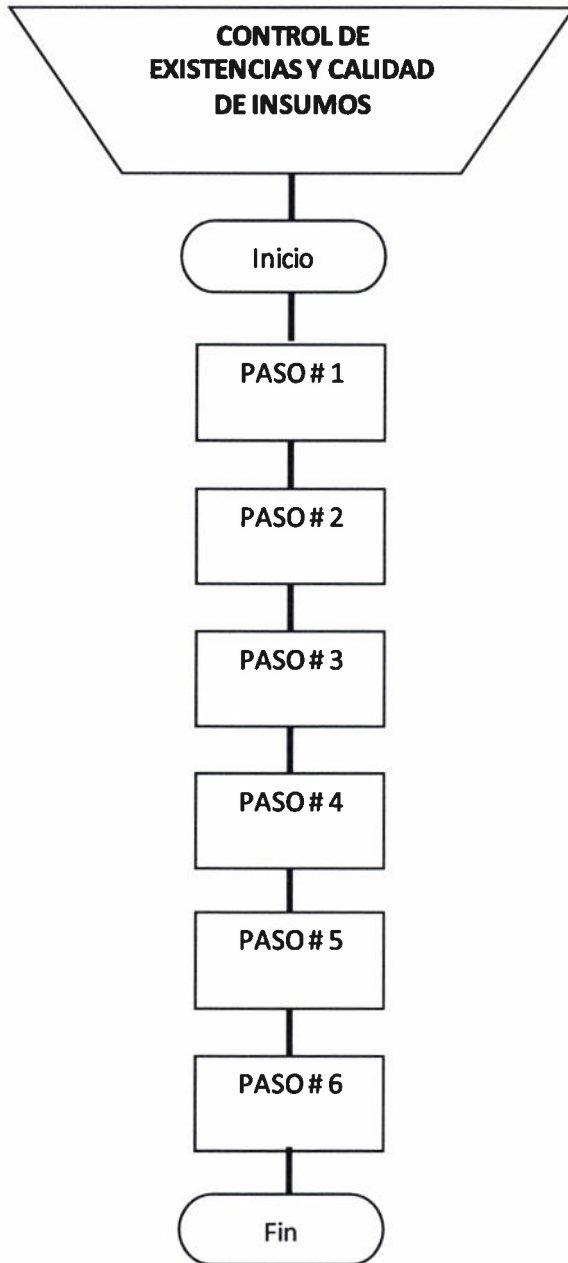 CONTROL DE
EXISTENCIAS Y CALIDAD
DE INSUMOS
Inicio
PASO # 1
PASO # 2
PASO # 3
PASO # 4
PASO # 5
PASO # 6
Fin